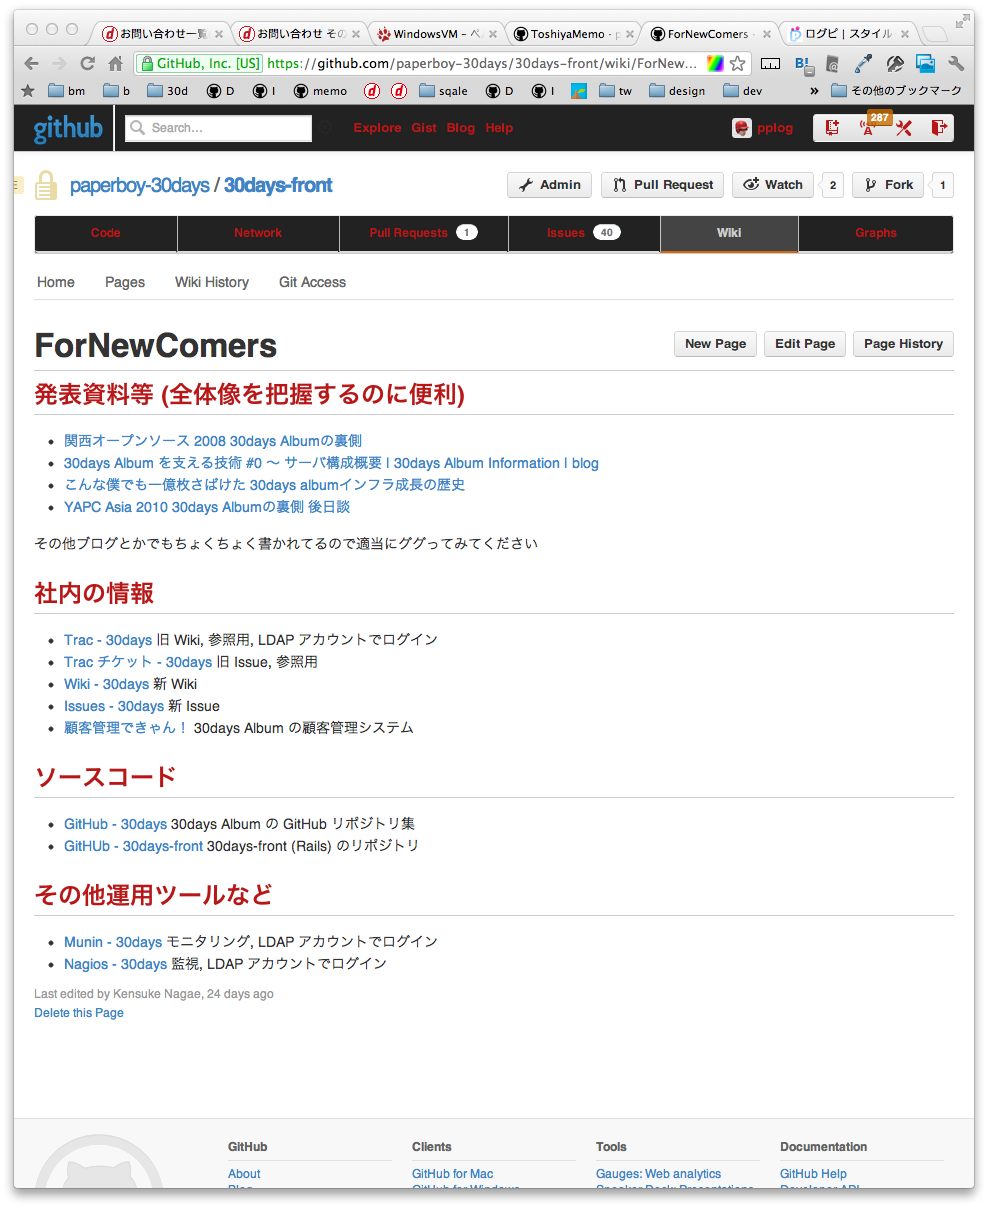 お問い合わせ一覧
お問い合わせ その
WindowsVM – ペ
ToshiyaMemo · p
ForNewComers ·
ログピ | スタイル
GitHub, Inc. [US] https://github.com/paperboy-30days/30days-front/wiki/ForNew...
bm b 30d D I memo d d sqale D I tw design dev » その他のブックマーク
github Search... Explore Gist Blog Help pplog 287
paperboy-30days / 30days-front Admin Pull Request Watch 2 Fork 1
Code Network Pull Requests 1 Issues 40 Wiki Graphs
Home Pages Wiki History Git Access
ForNewComers New Page Edit Page Page History
発表資料等 (全体像を把握するのに便利)
関西オープンソース 2008 30days Albumの裏側
30days Album を支える技術 #0 〜 サーバ構成概要 | 30days Album Information | blog
こんな僕でも一億枚さばけた 30days albumインフラ成長の歴史
YAPC Asia 2010 30days Albumの裏側 後日談
その他ブログとかでもちょくちょく書かれてるので適当にググってみてください
社内の情報
Trac - 30days 旧 Wiki, 参照用, LDAP アカウントでログイン
Trac チケット - 30days 旧 Issue, 参照用
Wiki - 30days 新 Wiki
Issues - 30days 新 Issue
顧客管理できゃん！ 30days Album の顧客管理システム
ソースコード
GitHub - 30days 30days Album の GitHub リポジトリ集
GitHUb - 30days-front 30days-front (Rails) のリポジトリ
その他運用ツールなど
Munin - 30days モニタリング, LDAP アカウントでログイン
Nagios - 30days 監視, LDAP アカウントでログイン
Last edited by Kensuke Nagae, 24 days ago
Delete this Page
GitHub Clients Tools Documentation
About GitHub for Mac Gauges: Web analytics GitHub Help
Blog GitHub for Windows Speaker Deck: Presentations Developer API